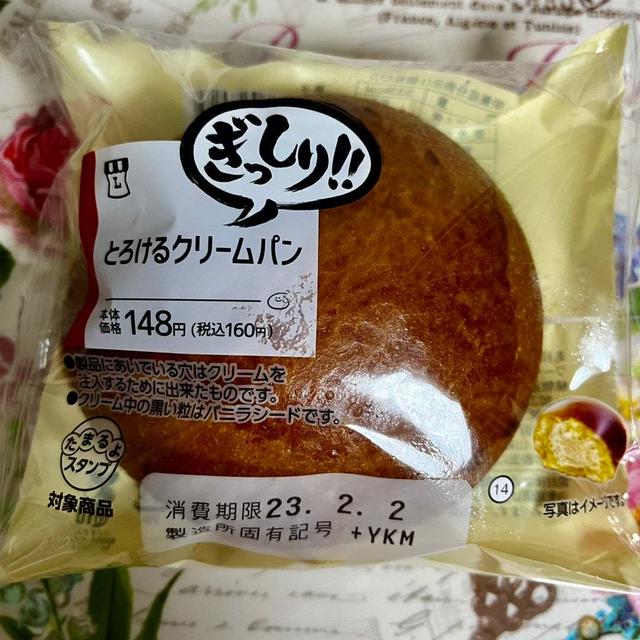 (Francs, Algine et Tunisie)
ぎっしり!!
L
とろけるクリームパン
本体価格 148円(税込160円)
●製品にあいている穴はクリームを
注入するために出来たものです。
●クリーム中の黒い粒はバニラシードです。
たまるよ
スタンプ
対象商品
14
写真はイメージです。
消費期限 23. 2. 2
製造所固有記号 +YKM